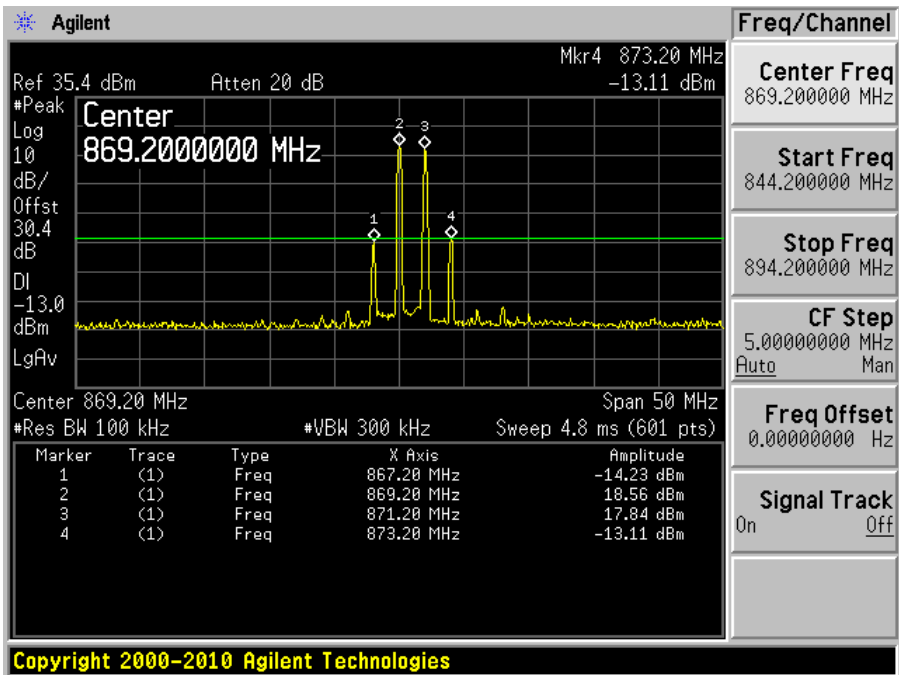 Agilent
Freq/Channel
Mkr4 873.20 MHz
Ref 35.4 dBm Atten 20 dB -13.11 dBm
#Peak
Log
10
dB/
Offst
30.4
dB
DI
-13.0
dBm
LgAv
Center
869.2000000 MHz
1
2
3
4
Center 869.20 MHz Span 50 MHz
#Res BW 100 kHz #VBW 300 kHz Sweep 4.8 ms (601 pts)
Marker Trace Type X Axis Amplitude
1 (1) Freq 867.20 MHz -14.23 dBm
2 (1) Freq 869.20 MHz 18.56 dBm
3 (1) Freq 871.20 MHz 17.84 dBm
4 (1) Freq 873.20 MHz -13.11 dBm
Center Freq
869.200000 MHz
Start Freq
844.200000 MHz
Stop Freq
894.200000 MHz
CF Step
5.00000000 MHz
Auto Man
Freq Offset
0.00000000 Hz
Signal Track
On Off
Copyright 2000-2010 Agilent Technologies